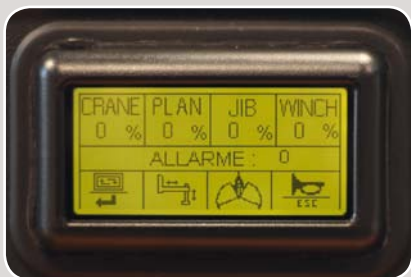 CRANE PLAN JIB WINCH
0 % 0 % 0 % 0 %
ALLARME : 0
ESC